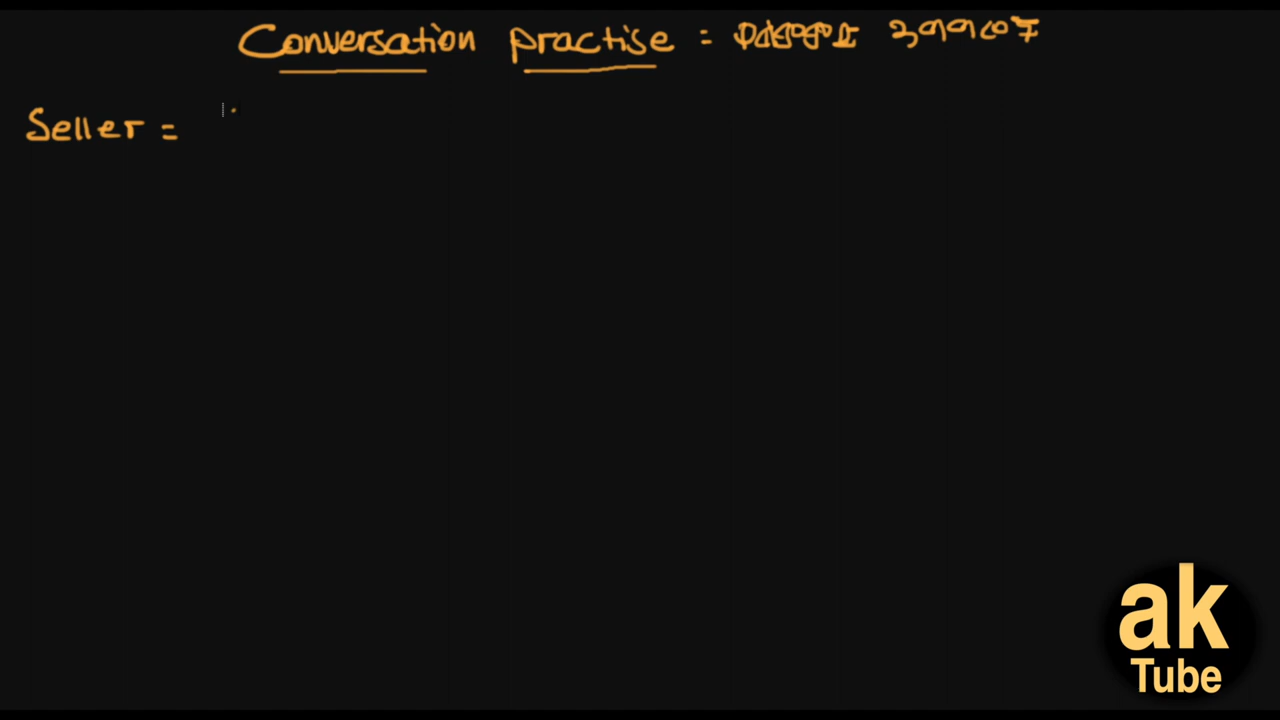 Conversation practise =
Seller =
ak
Tube